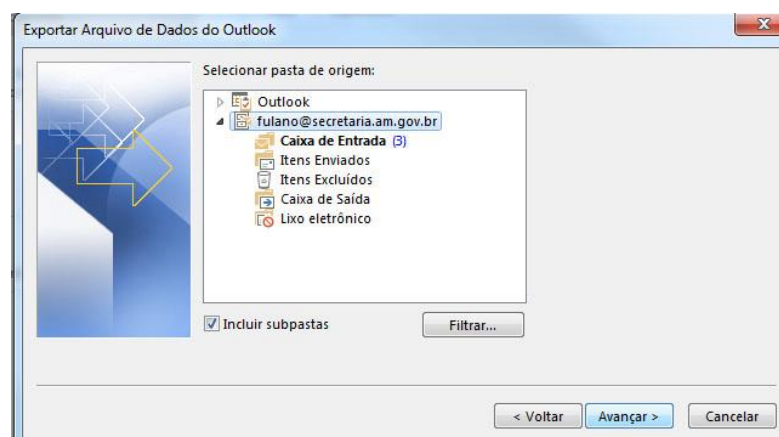 Exportar Arquivo de Dados do Outlook
Selecionar pasta de origem:
Outlook
fulano@secretaria.am.gov.br
Caixa de Entrada (3)
Itens Enviados
Itens Excluídos
Caixa de Saída
Lixo eletrônico
Incluir subpastas
Filtrar...
< Voltar Avançar > Cancelar